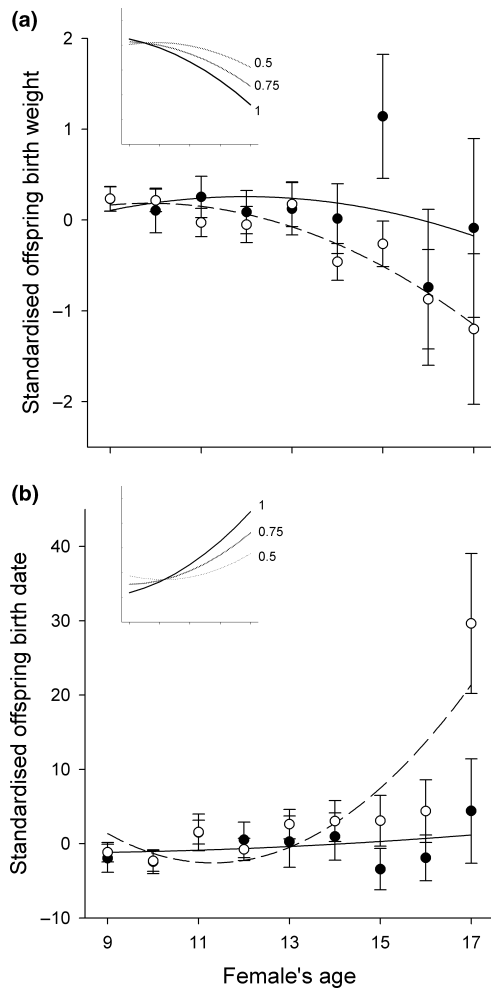 (a)
0.5
0.75
1
2
1
0
–1
–2
Standardised offspring birth weight
(b)
1
0.75
0.5
40
30
20
10
0
–10
Standardised offspring birth date
9 11 13 15 17
Female's age